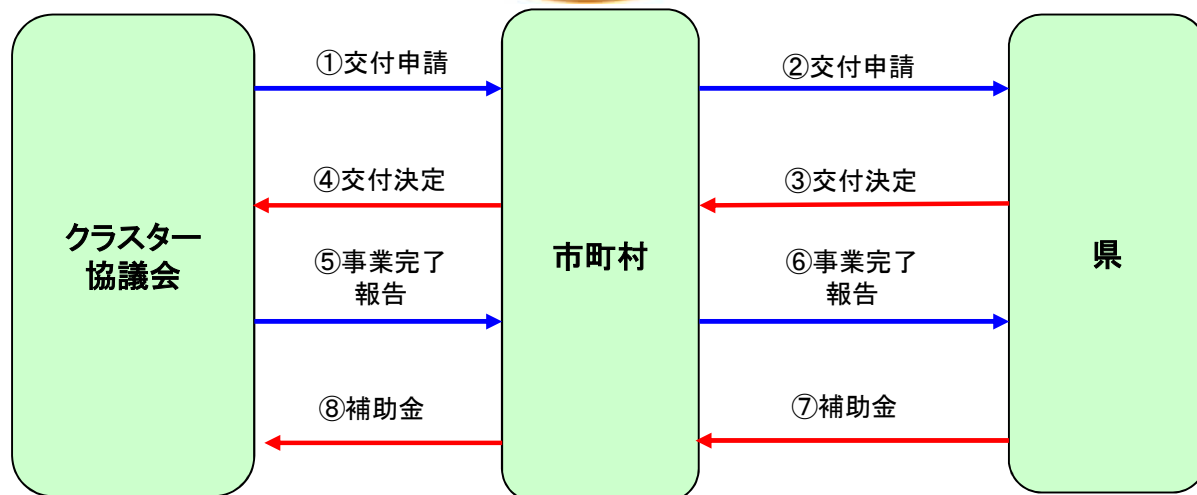 ①交付申請
②交付申請
④交付決定
③交付決定
クラスター
協議会
市町村
県
⑤事業完了
報告
⑥事業完了
報告
⑧補助金
⑦補助金